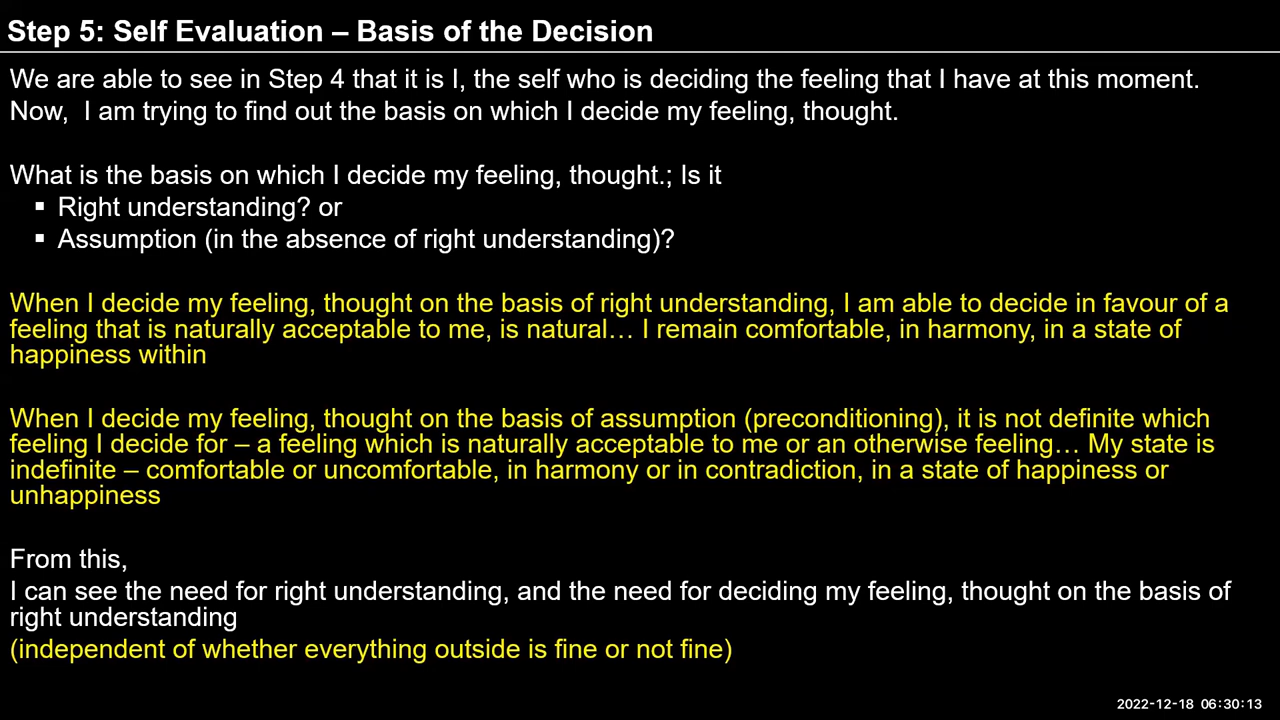 Step 5: Self Evaluation – Basis of the Decision
We are able to see in Step 4 that it is I, the self who is deciding the feeling that I have at this moment.
Now,  I am trying to find out the basis on which I decide my feeling, thought.
What is the basis on which I decide my feeling, thought.; Is it
▪ Right understanding? or
▪ Assumption (in the absence of right understanding)?
When I decide my feeling, thought on the basis of right understanding, I am able to decide in favour of a
feeling that is naturally acceptable to me, is natural… I remain comfortable, in harmony, in a state of
happiness within
When I decide my feeling, thought on the basis of assumption (preconditioning), it is not definite which
feeling I decide for – a feeling which is naturally acceptable to me or an otherwise feeling… My state is
indefinite – comfortable or uncomfortable, in harmony or in contradiction, in a state of happiness or
unhappiness
From this,
I can see the need for right understanding, and the need for deciding my feeling, thought on the basis of
right understanding
(independent of whether everything outside is fine or not fine)
2022-12-18 06:30:13